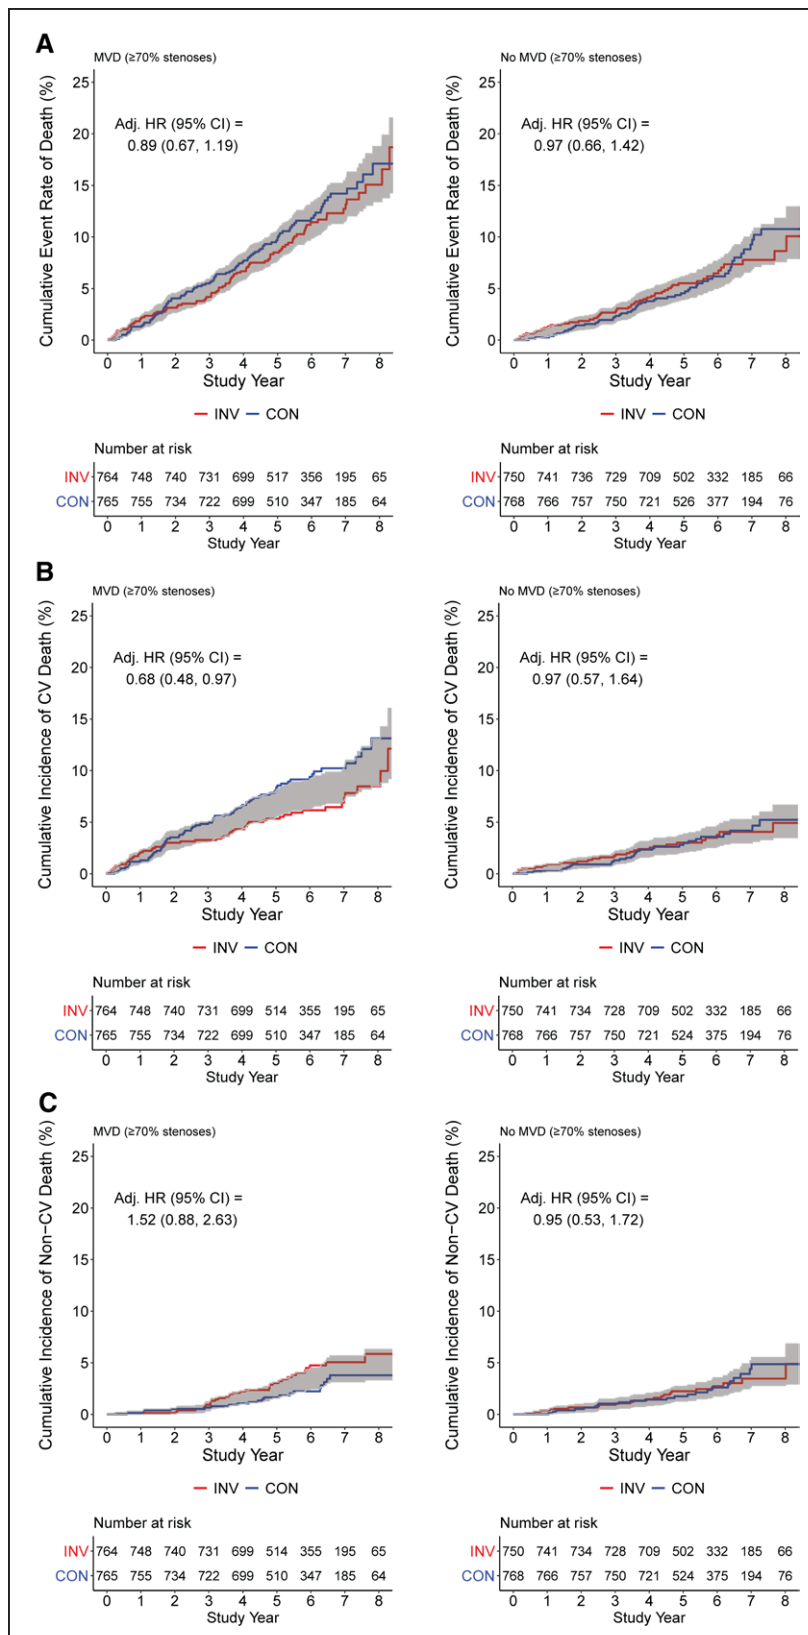 A
MVD (≥70% stenoses)
Cumulative Event Rate of Death (%)
25
20
15
10
5
0
Adj. HR (95% CI) =
0.89 (0.67, 1.19)
0 1 2 3 4 5 6 7 8
Study Year
INV CON
Number at risk
INV 764 748 740 731 699 517 356 195 65
CON 765 755 734 722 699 510 347 185 64
0 1 2 3 4 5 6 7 8
Study Year
No MVD (≥70% stenoses)
Cumulative Event Rate of Death (%)
25
20
15
10
5
0
Adj. HR (95% CI) =
0.97 (0.66, 1.42)
0 1 2 3 4 5 6 7 8
Study Year
INV CON
Number at risk
INV 750 741 736 729 709 502 332 185 66
CON 768 766 757 750 721 526 377 194 76
0 1 2 3 4 5 6 7 8
Study Year
B
MVD (≥70% stenoses)
Cumulative Incidence of CV Death (%)
25
20
15
10
5
0
Adj. HR (95% CI) =
0.68 (0.48, 0.97)
0 1 2 3 4 5 6 7 8
Study Year
INV CON
Number at risk
INV 764 748 740 731 699 514 355 195 65
CON 765 755 734 722 699 510 347 185 64
0 1 2 3 4 5 6 7 8
Study Year
No MVD (≥70% stenoses)
Cumulative Incidence of CV Death (%)
25
20
15
10
5
0
Adj. HR (95% CI) =
0.97 (0.57, 1.64)
0 1 2 3 4 5 6 7 8
Study Year
INV CON
Number at risk
INV 750 741 734 728 709 502 332 185 66
CON 768 766 757 750 721 524 375 194 76
0 1 2 3 4 5 6 7 8
Study Year
C
MVD (≥70% stenoses)
Cumulative Incidence of Non−CV Death (%)
25
20
15
10
5
0
Adj. HR (95% CI) =
1.52 (0.88, 2.63)
0 1 2 3 4 5 6 7 8
Study Year
INV CON
Number at risk
INV 764 748 740 731 699 514 355 195 65
CON 765 755 734 722 699 510 347 185 64
0 1 2 3 4 5 6 7 8
Study Year
No MVD (≥70% stenoses)
Cumulative Incidence of Non−CV Death (%)
25
20
15
10
5
0
Adj. HR (95% CI) =
0.95 (0.53, 1.72)
0 1 2 3 4 5 6 7 8
Study Year
INV CON
Number at risk
INV 750 741 734 728 709 502 332 185 66
CON 768 766 757 750 721 524 375 194 76
0 1 2 3 4 5 6 7 8
Study Year